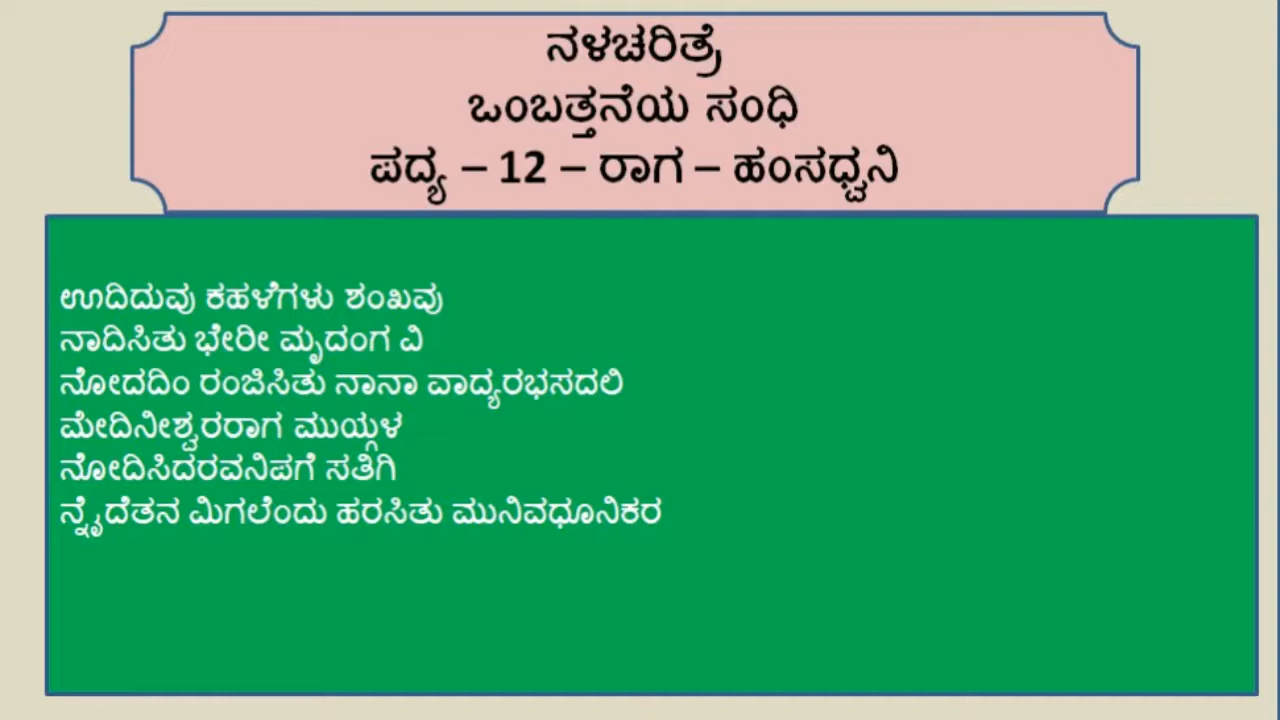 ನಳಚರಿತ್ರೆ
ಒಂಬತ್ತನೆಯ ಸಂಧಿ
ಪದ್ಯ – 12 – ರಾಗ – ಹಂಸಧ್ವನಿ
ಊದಿದುವು ಕಹಳೆಗಳು ಶಂಖವು
ನಾದಿಸಿತು ಭೇರೀ ಮೃದಂಗ ವಿ
ನೋದದಿಂ ರಂಜಿಸಿತು ನಾನಾ ವಾದ್ಯರಭಸದಲಿ
ಮೇದಿನೀಶ್ವರರಾಗ ಮುಯ್ಗಳ
ನೋದಿಸಿದರವನಿಪಗೆ ಸತಿಗಿ
ನ್ನೈದೆತನ ಮಿಗಲೆಂದು ಹರಸಿತು ಮುನಿವಧೂನಿಕರ